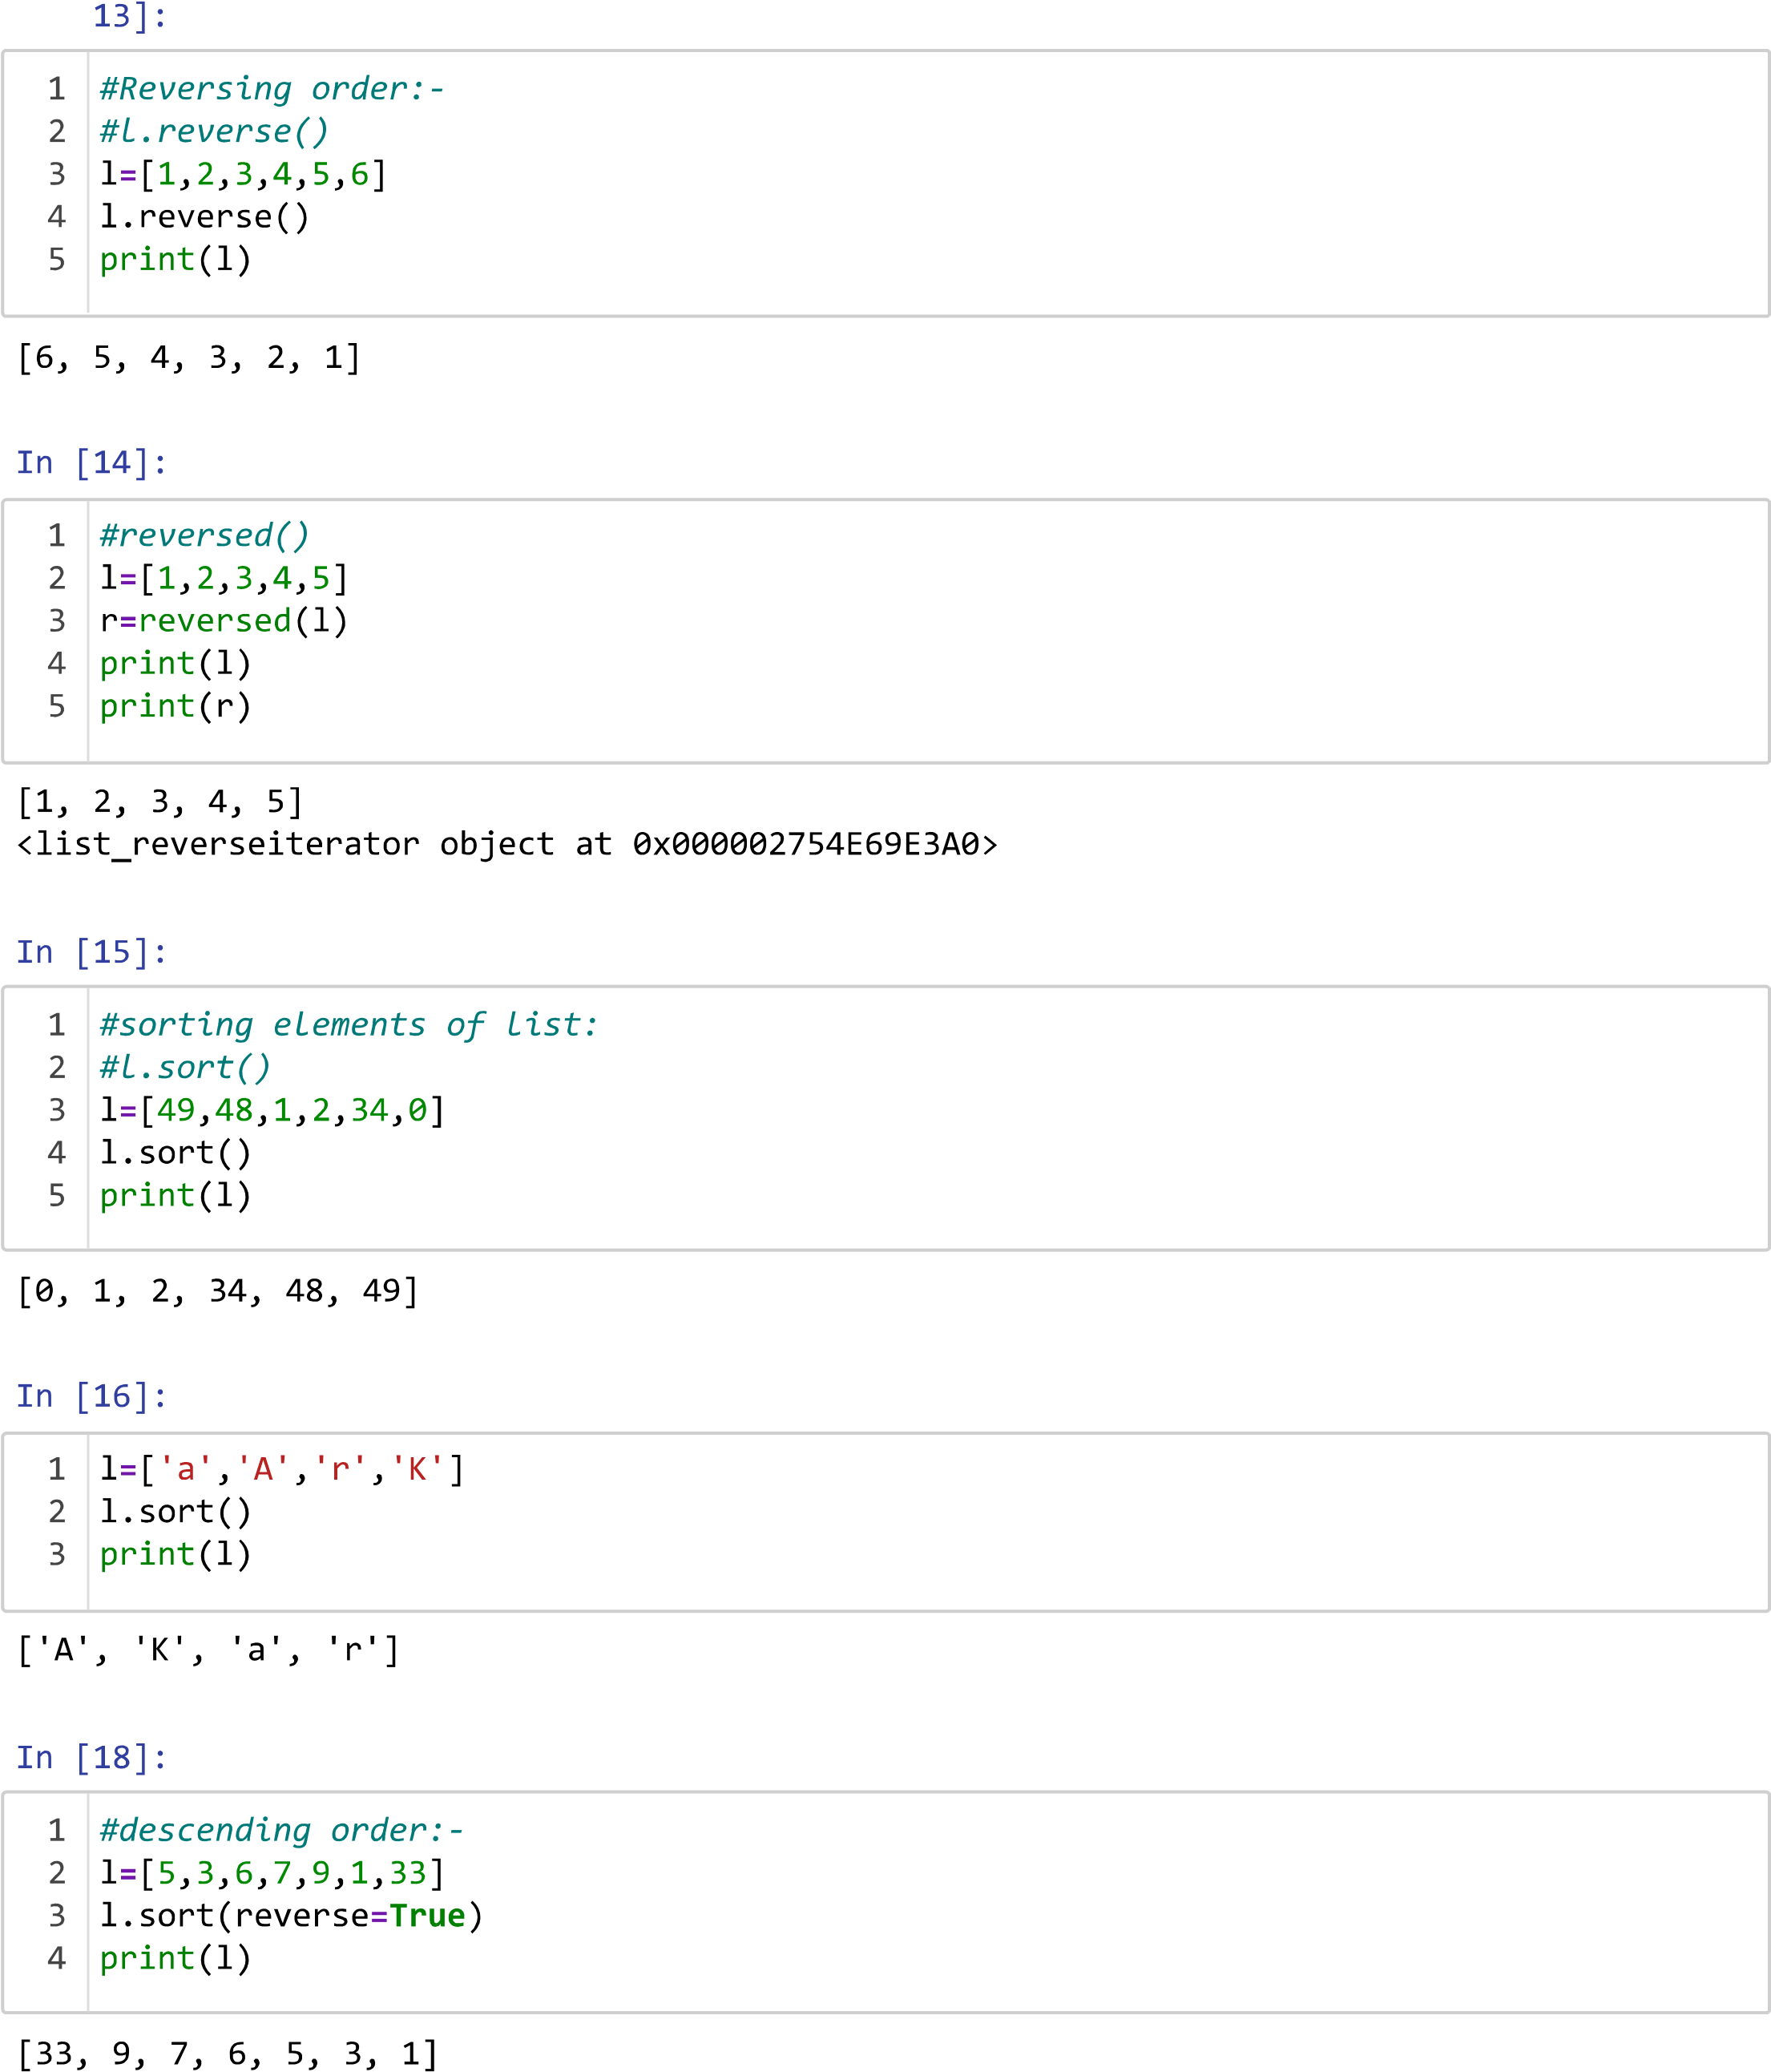 13]:
1 #Reversing order:-
2 #l.reverse()
3 l=[1,2,3,4,5,6]
4 l.reverse()
5 print(l)
[6, 5, 4, 3, 2, 1]
In [14]:
1 #reversed()
2 l=[1,2,3,4,5]
3 r=reversed(l)
4 print(l)
5 print(r)
[1, 2, 3, 4, 5]
<list_reverseiterator object at 0x000002754E69E3A0>
In [15]:
1 #sorting elements of list:
2 #l.sort()
3 l=[49,48,1,2,34,0]
4 l.sort()
5 print(l)
[0, 1, 2, 34, 48, 49]
In [16]:
1 l=['a','A','r','K']
2 l.sort()
3 print(l)
['A', 'K', 'a', 'r']
In [18]:
1 #descending order:-
2 l=[5,3,6,7,9,1,33]
3 l.sort(reverse=True)
4 print(l)
[33, 9, 7, 6, 5, 3, 1]